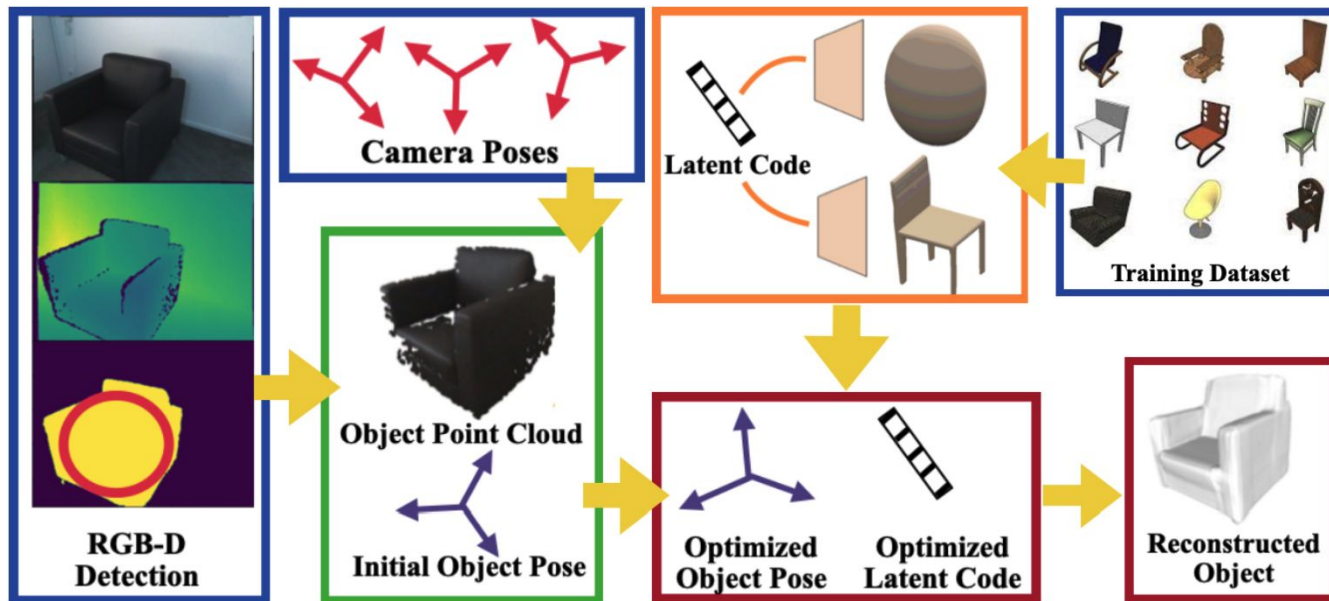 Camera Poses
Latent Code
Training Dataset
Object Point Cloud
Initial Object Pose
RGB-D
Detection
Optimized
Object Pose
Optimized
Latent Code
Reconstructed
Object